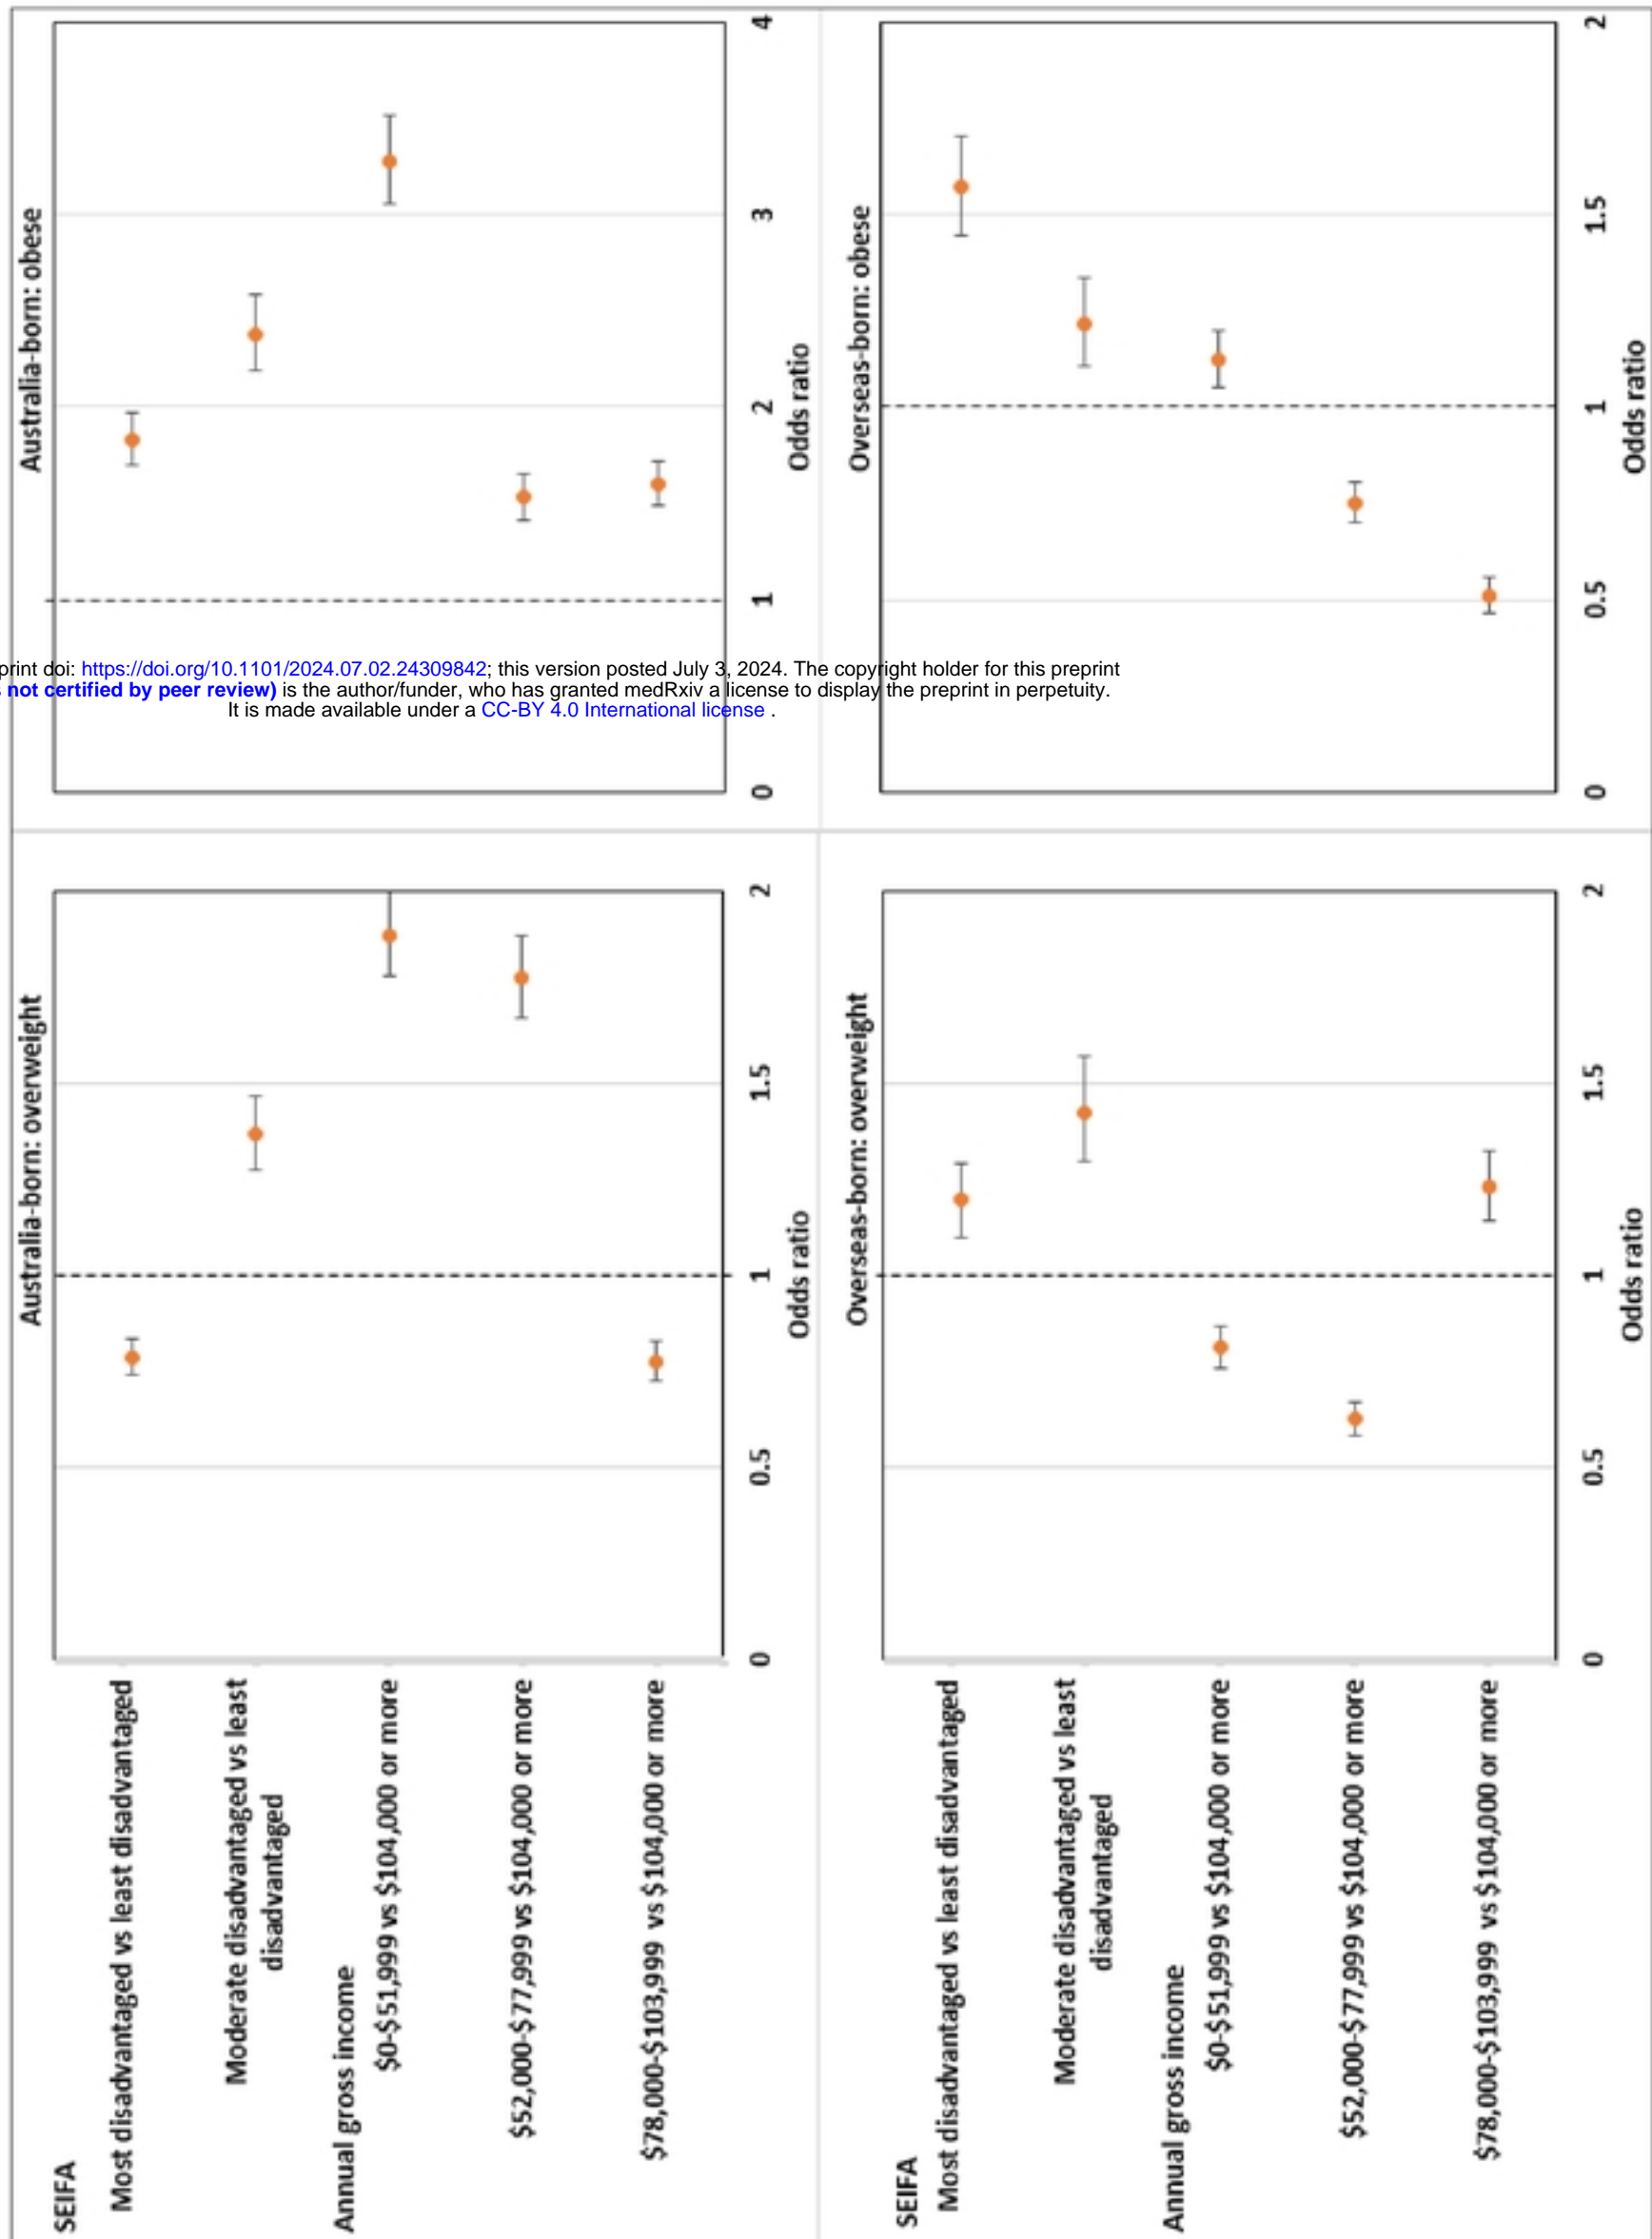 SEIFA
Most disadvantaged vs least disadvantaged
Moderate disadvantaged vs least
disadvantaged
Annual gross income
$0-$51,999 vs $104,000 or more
$52,000-$77,999 vs $104,000 or more
$78,000-$103,999 vs $104,000 or more
Australia-born: overweight
0
0.5
1
1.5
2
Odds ratio
Australia-born: obese
0
1
2
3
4
Odds ratio
SEIFA
Most disadvantaged vs least disadvantaged
Moderate disadvantaged vs least
disadvantaged
Annual gross income
$0-$51,999 vs $104,000 or more
$52,000-$77,999 vs $104,000 or more
$78,000-$103,999 vs $104,000 or more
Overseas-born: overweight
0
0.5
1
1.5
2
Odds ratio
Overseas-born: obese
0
0.5
1
1.5
2
Odds ratio
print doi: https://doi.org/10.1101/2024.07.02.24309842; this version posted July 3, 2024. The copyright holder for this preprint
not certified by peer review) is the author/funder, who has granted medRxiv a license to display the preprint in perpetuity.
It is made available under a CC-BY 4.0 International license .